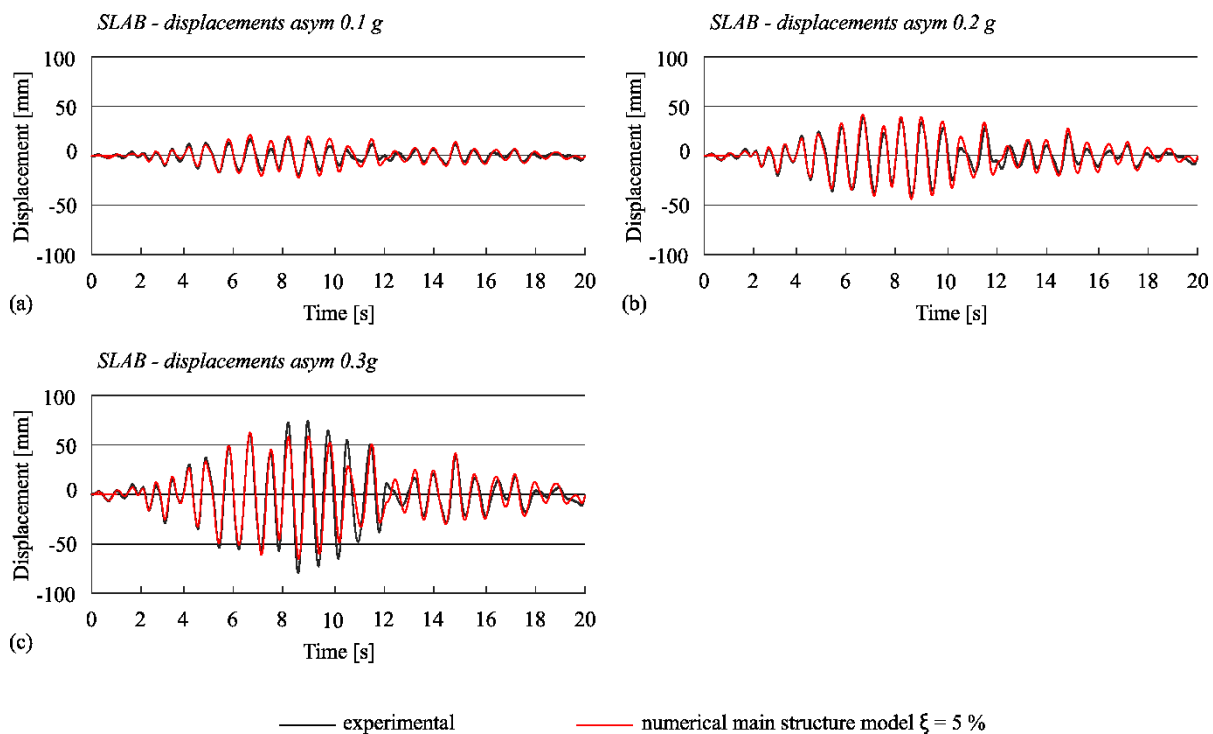 SLAB - displacements asym 0.1 g
Displacement [mm]
100
50
0
-50
-100
0 2 4 6 8 10 12 14 16 18 20
Time [s]
(a)
SLAB - displacements asym 0.2 g
Displacement [mm]
100
50
0
-50
-100
0 2 4 6 8 10 12 14 16 18 20
Time [s]
(b)
SLAB - displacements asym 0.3g
Displacement [mm]
100
50
0
-50
-100
0 2 4 6 8 10 12 14 16 18 20
Time [s]
(c)
experimental
numerical main structure model ξ = 5 %